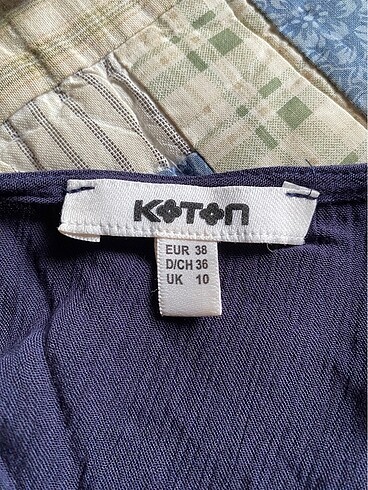 KOTON
EUR 38
D/CH 36
UK 10